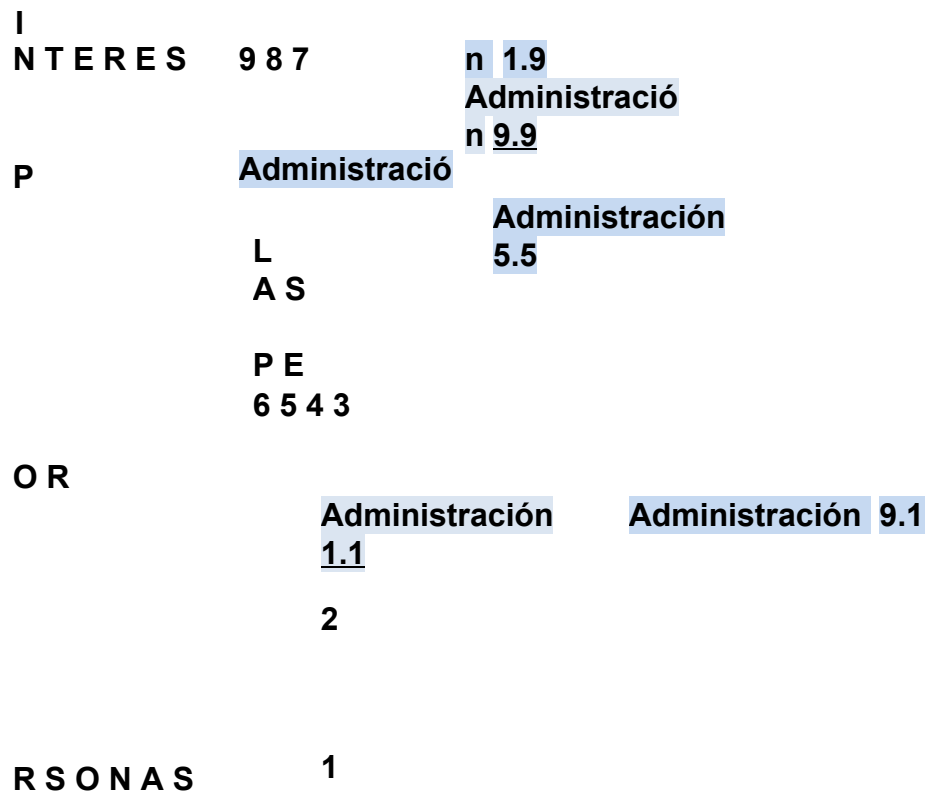 I
N T E R E S 9 8 7 n 1.9
Administració
n 9.9
P Administració
Administración
5.5
L
A S
P E
6 5 4 3
O R
Administración 1.1
Administración 9.1
2
R S O N A S 1